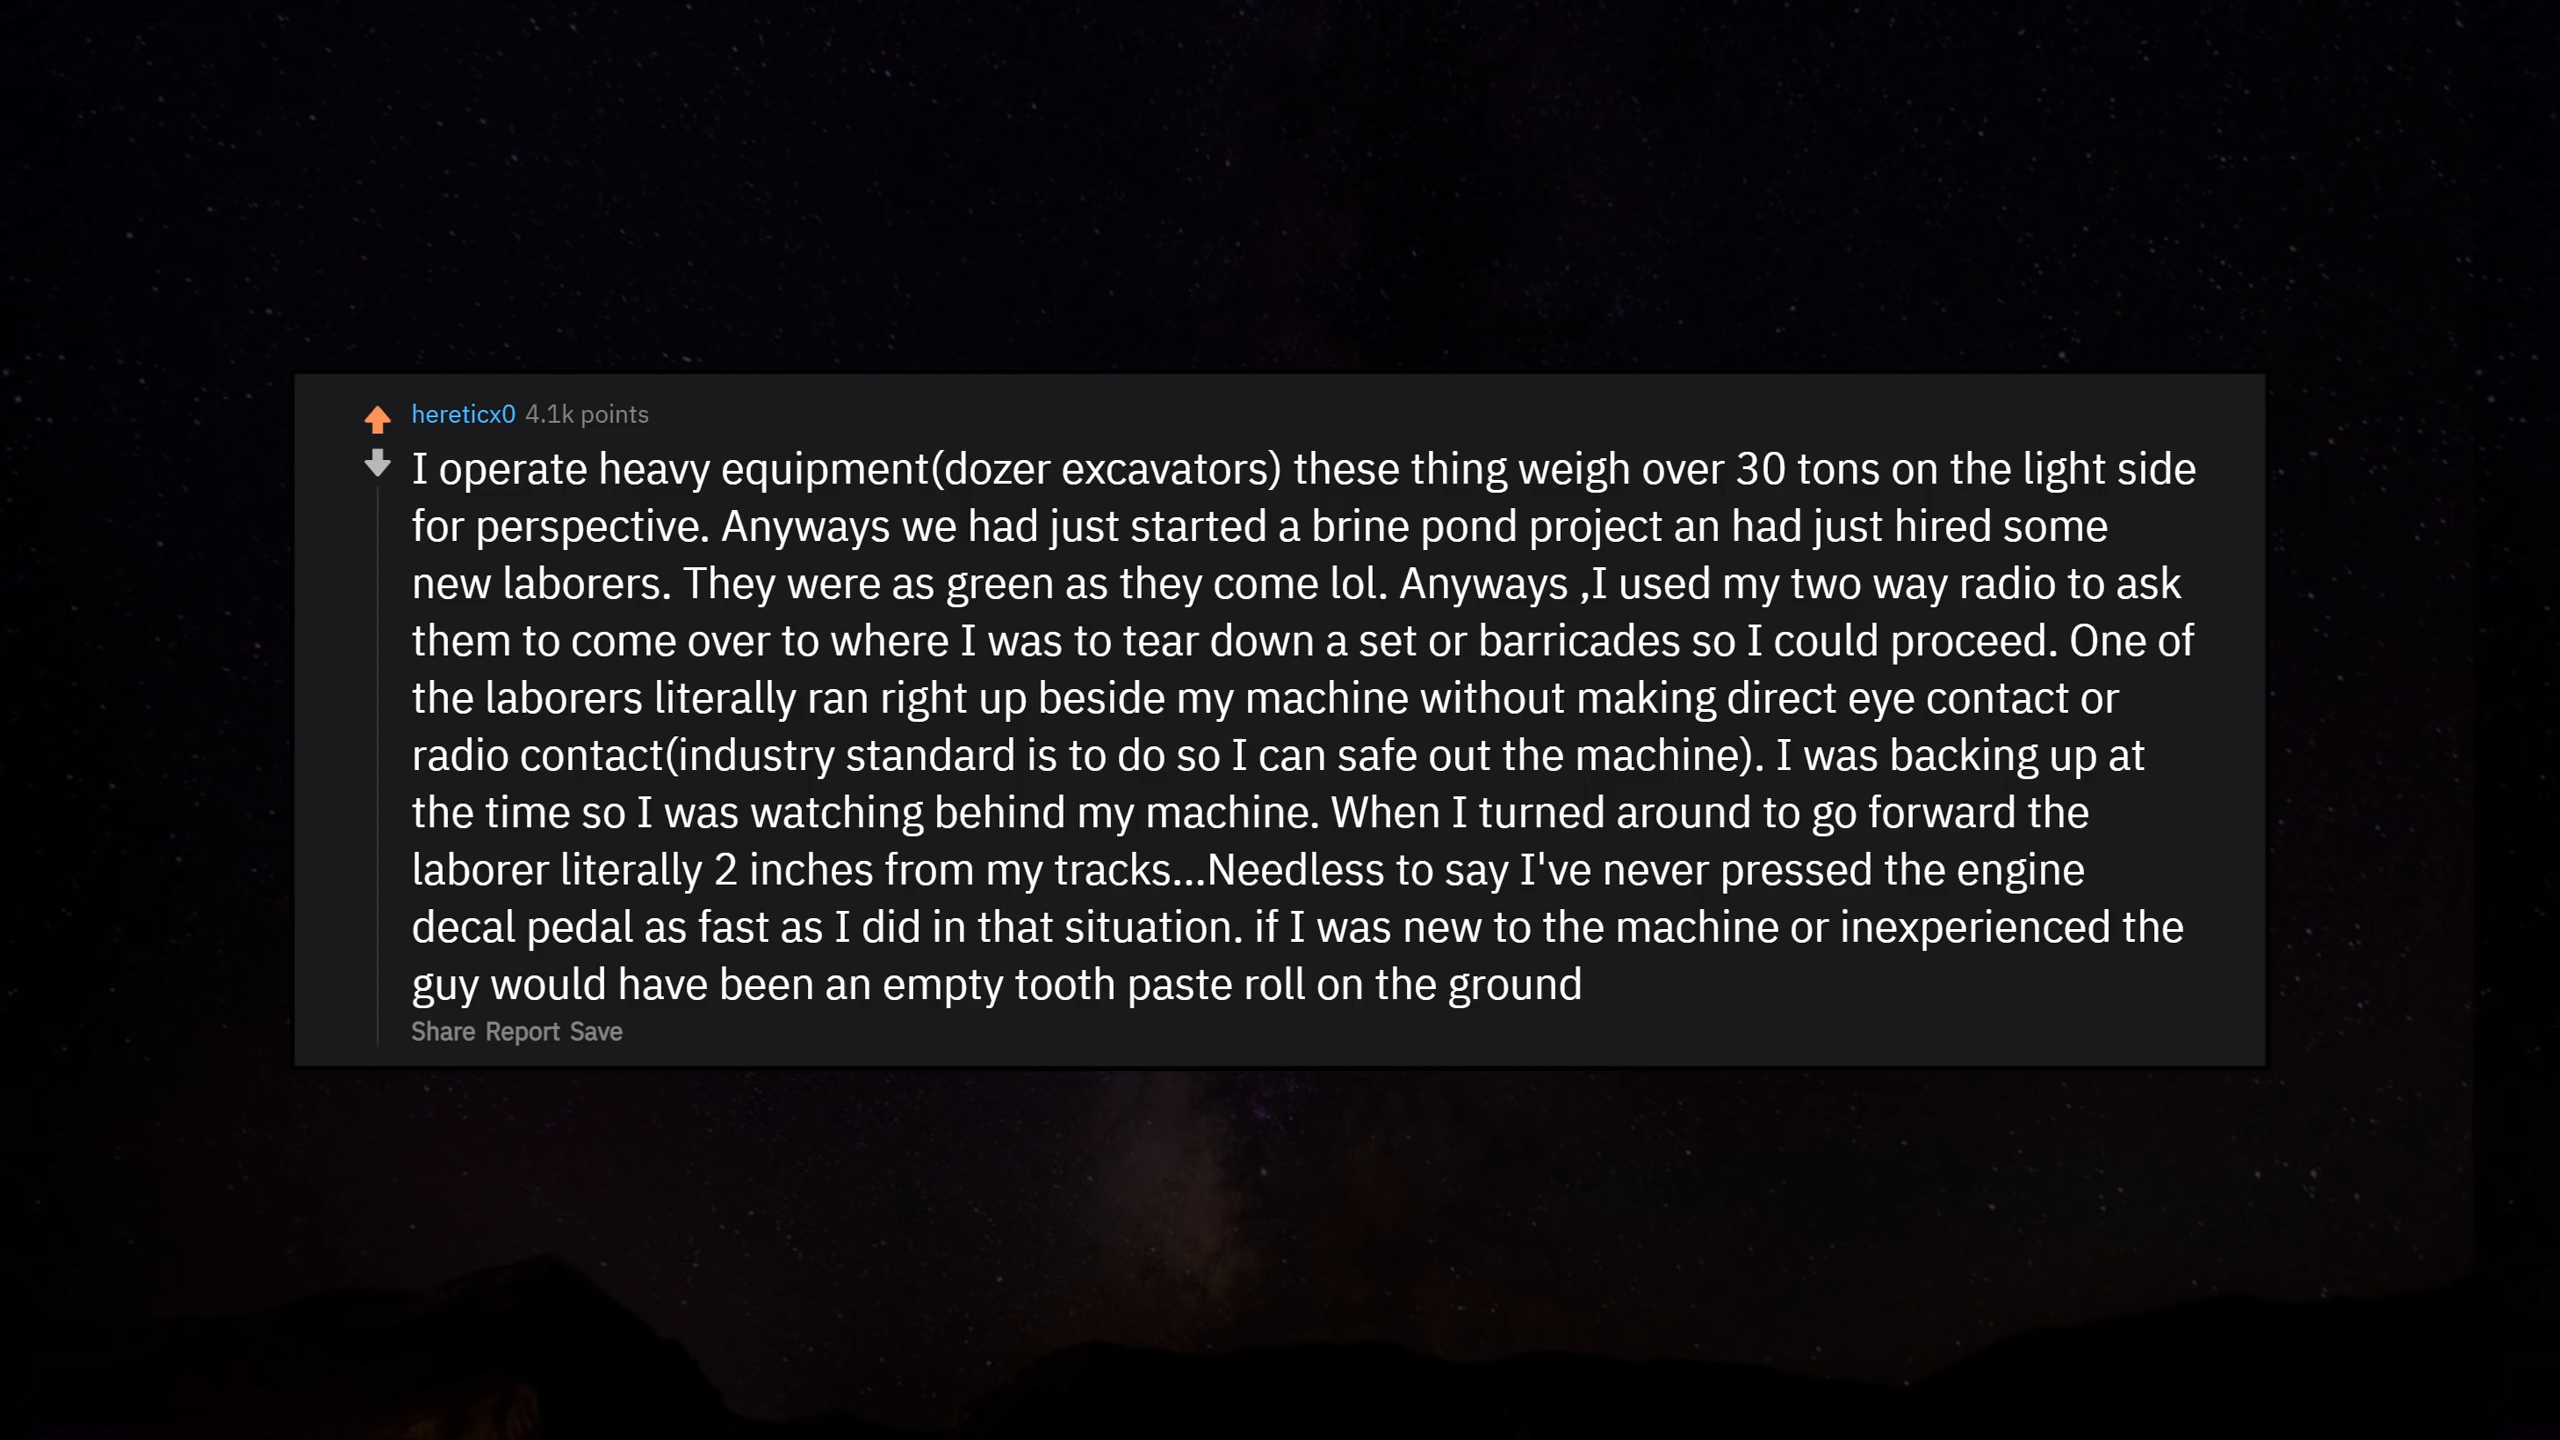 hereticx0 4.1k points
I operate heavy equipment(dozer excavators) these thing weigh over 30 tons on the light side
for perspective. Anyways we had just started a brine pond project an had just hired some
new laborers. They were as green as they come lol. Anyways ,I used my two way radio to ask
them to come over to where I was to tear down a set or barricades so I could proceed. One of
the laborers literally ran right up beside my machine without making direct eye contact or
radio contact(industry standard is to do so I can safe out the machine). I was backing up at
the time so I was watching behind my machine. When I turned around to go forward the
laborer literally 2 inches from my tracks...Needless to say I've never pressed the engine
decal pedal as fast as I did in that situation. if I was new to the machine or inexperienced the
guy would have been an empty tooth paste roll on the ground
Share Report Save